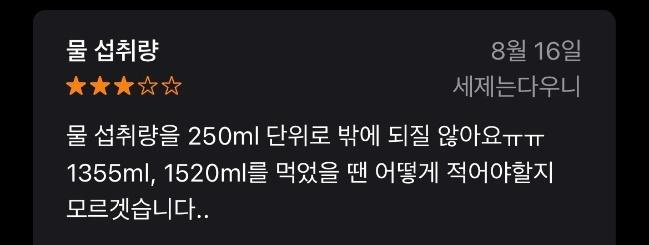 물 섭취량
8월 16일
★★★☆☆
세제는다우니
물 섭취량을 250ml 단위로 밖에 되질 않아요ㅠㅠ
1355ml, 1520ml를 먹었을 땐 어떻게 적어야할지
모르겟습니다..